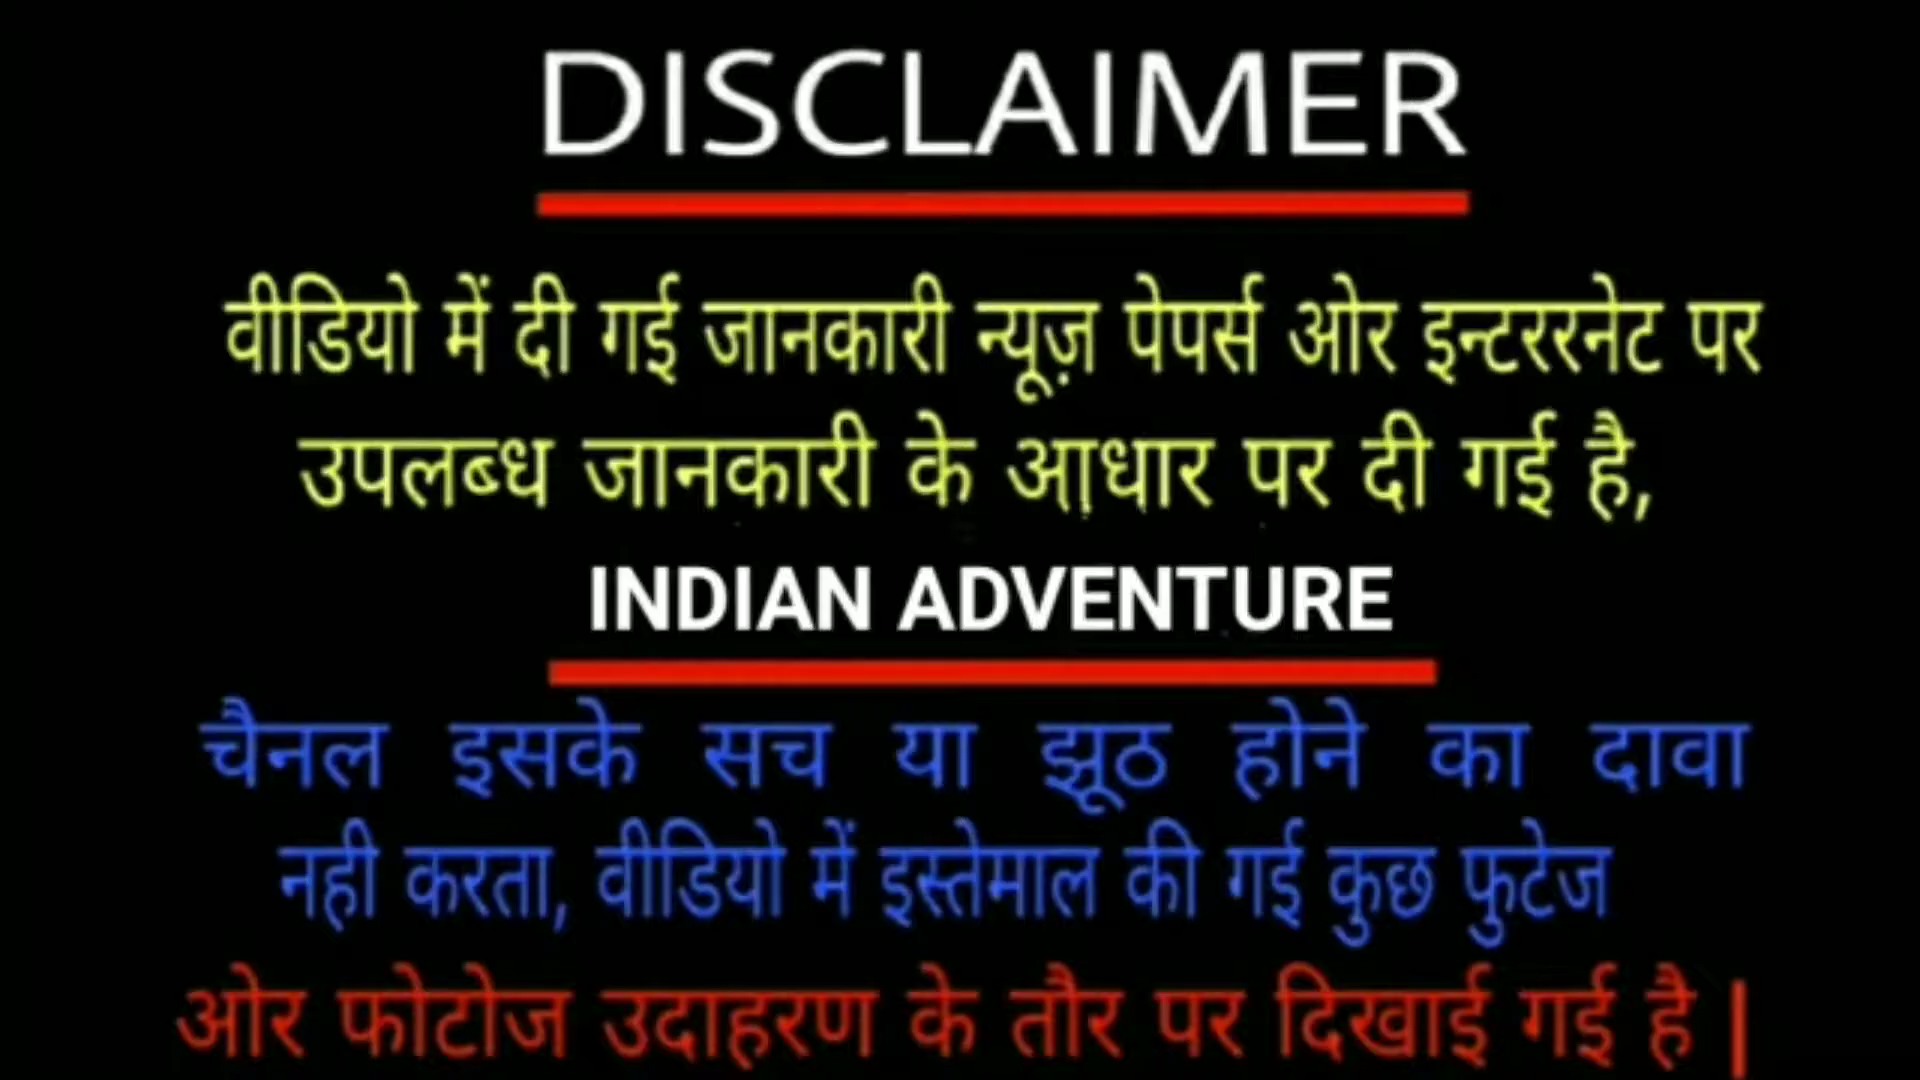 DISCLAIMER
वीडियो में दी गई जानकारी न्यूज़ पेपर्स ओर इन्टररनेट पर
उपलब्ध जानकारी के आधार पर दी गई है,
INDIAN ADVENTURE
चैनल इसके सच या झूठ होने का दावा
नही करता, वीडियो में इस्तेमाल की गई कुछ फुटेज
ओर फोटोज उदाहरण के तौर पर दिखाई गई है |